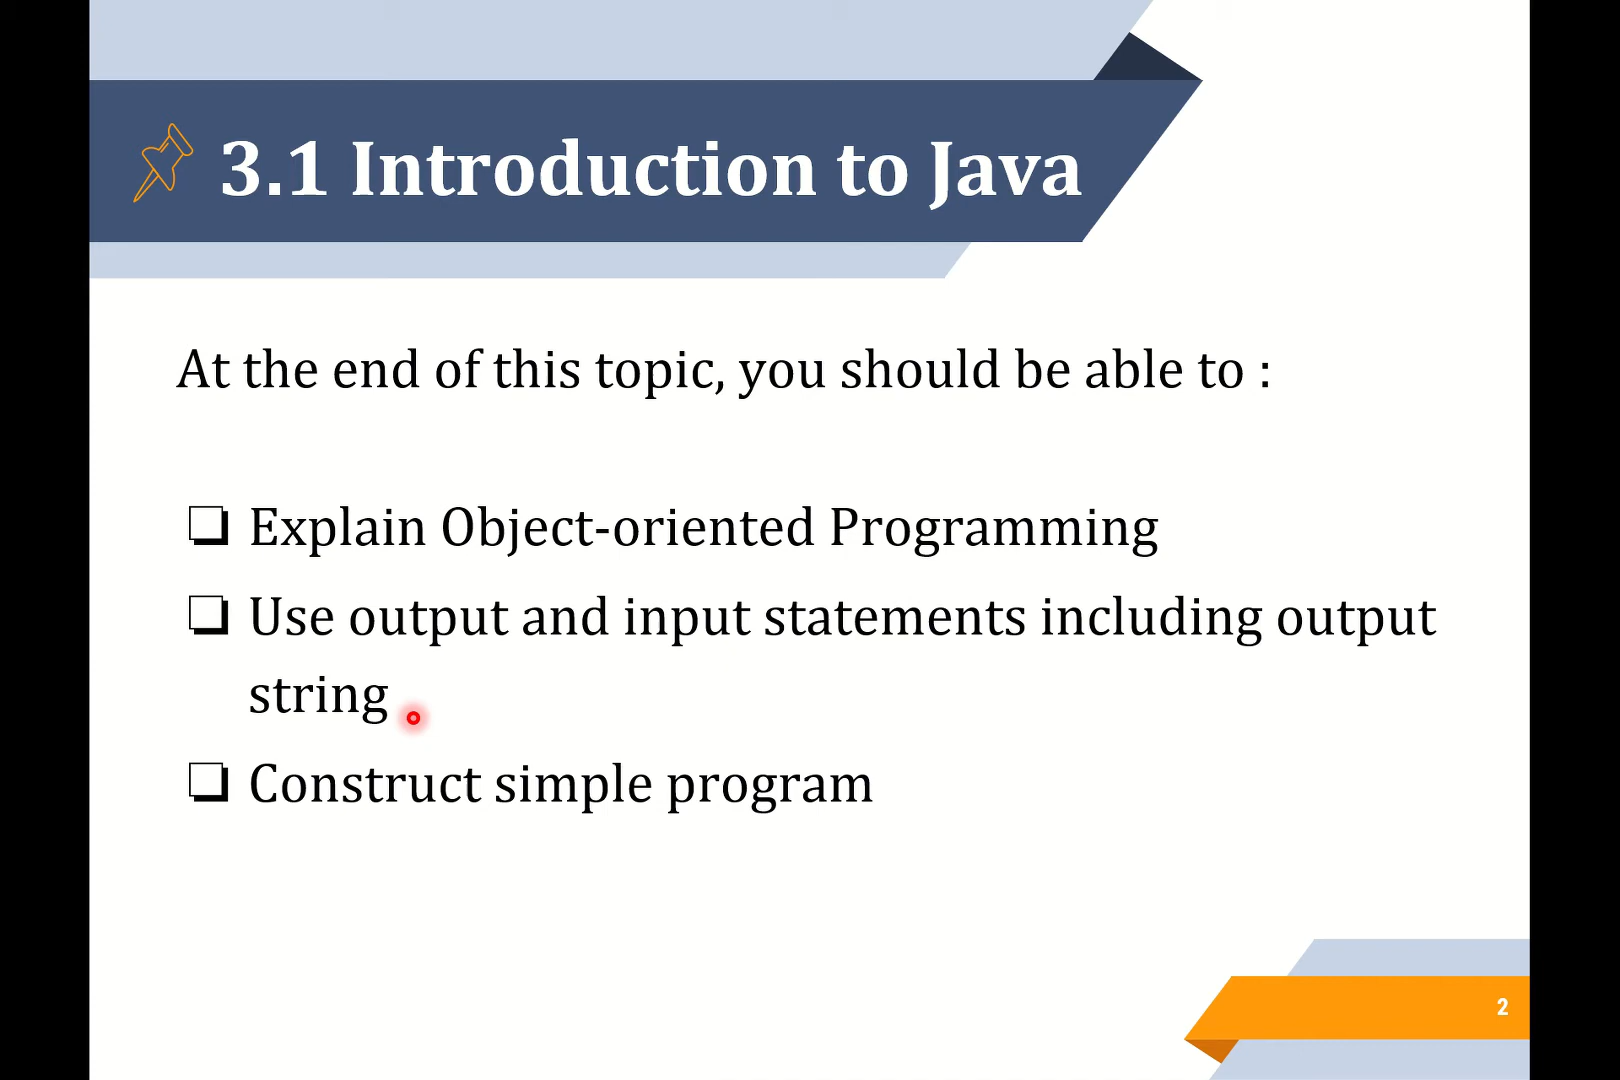 3.1 Introduction to Java
At the end of this topic, you should be able to :
❑ Explain Object-oriented Programming
❑ Use output and input statements including output
string
❑ Construct simple program
2